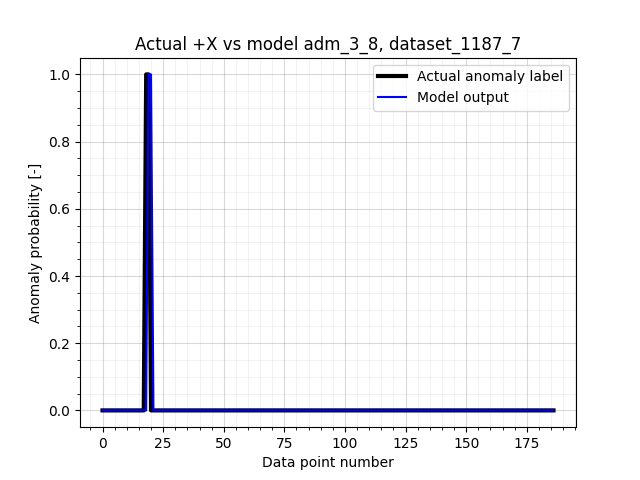 Actual +X vs model adm_3_8, dataset_1187_7
Actual anomaly label
Model output
1.0
0.8
0.6
0.4
0.2
0.0
Anomaly probability [-]
0 25 50 75 100 125 150 175
Data point number